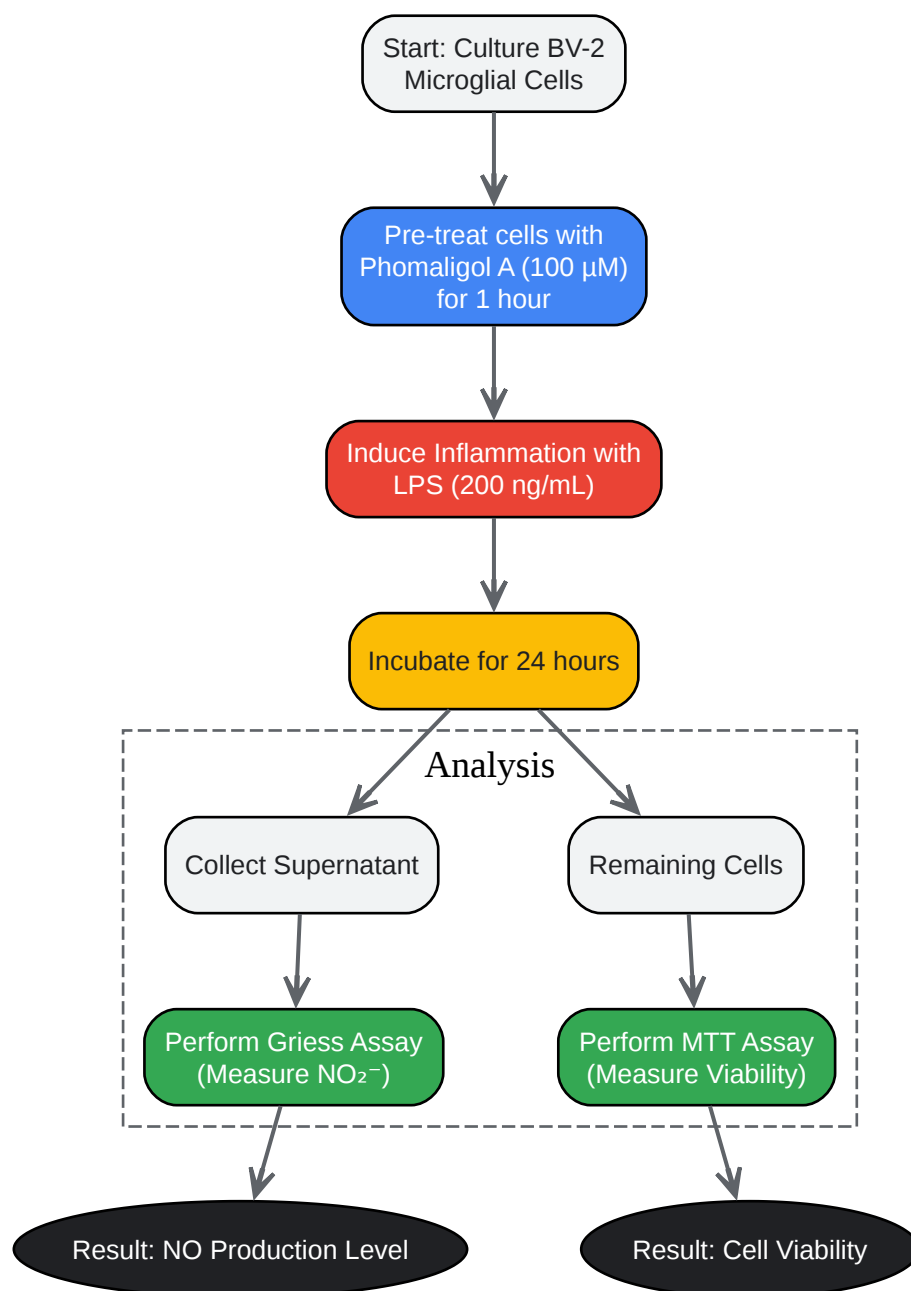 Start: Culture BV-2
Microglial Cells
Pre-treat cells with
Phomaligol A (100 µM)
for 1 hour
Induce Inflammation with
LPS (200 ng/mL)
Incubate for 24 hours
Analysis
Collect Supernatant
Remaining Cells
Perform Griess Assay
(Measure NO₂⁻)
Perform MTT Assay
(Measure Viability)
Result: NO Production Level
Result: Cell Viability